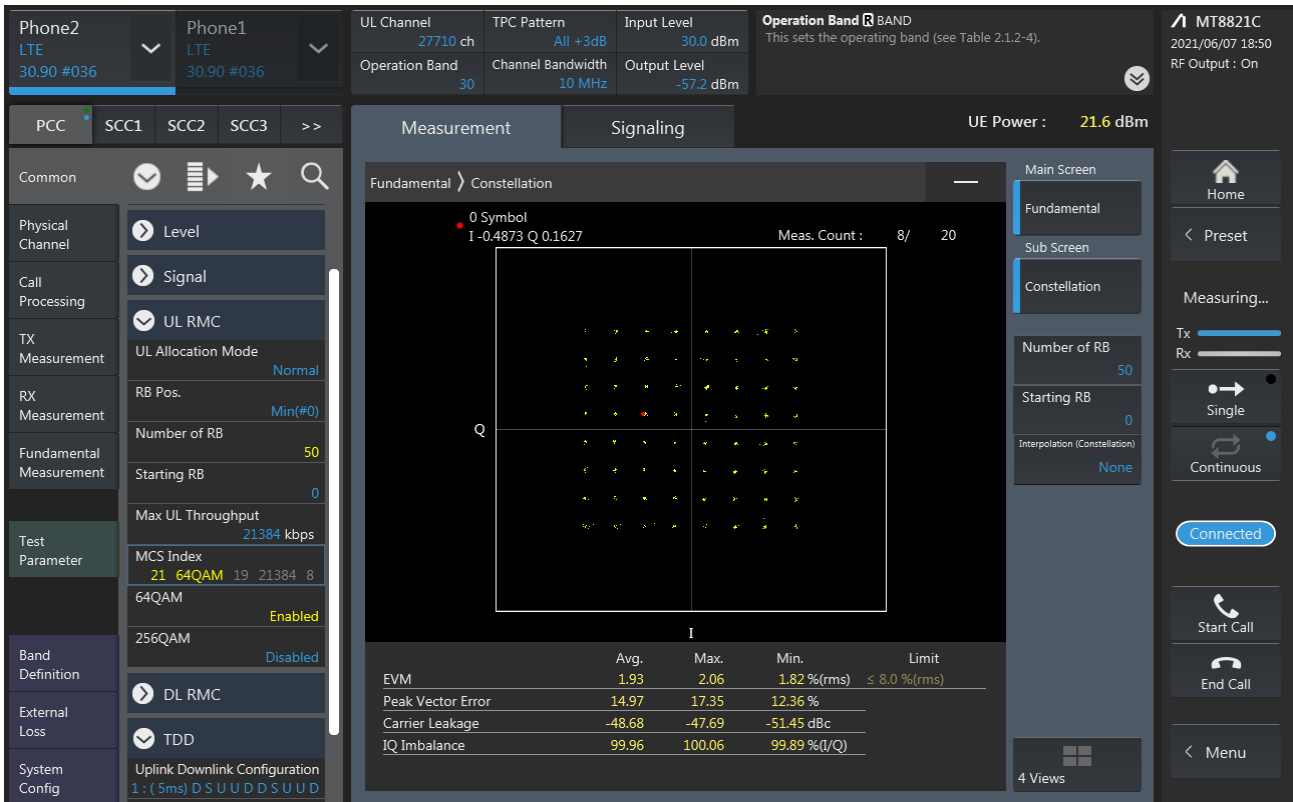 Phone2
LTE
30.90 #036
Phone1
LTE
30.90 #036
UL Channel
27710 ch
TPC Pattern
All +3dB
Input Level
30.0 dBm
Operation Band
30
Channel Bandwidth
10 MHz
Output Level
-57.2 dBm
Operation Band R BAND
This sets the operating band (see Table 2.1.2-4).
MT8821C
2021/06/07 18:50
RF Output : On
PCC SCC1 SCC2 SCC3 >>
Measurement
Signaling
UE Power : 21.6 dBm
Common
Physical
Channel
Call
Processing
TX
Measurement
RX
Measurement
Fundamental
Measurement
Test
Parameter
Band
Definition
External
Loss
System
Config
Level
Signal
UL RMC
UL Allocation Mode
Normal
RB Pos.
Min(#0)
Number of RB
50
Starting RB
0
Max UL Throughput
21384 kbps
MCS Index
21 64QAM 19 21384 8
64QAM
Enabled
256QAM
Disabled
DL RMC
TDD
Uplink Downlink Configuration
1 : ( 5ms) D S U U D D S U U D
Fundamental 〉 Constellation
0 Symbol
I -0.4873 Q 0.1627
Meas. Count : 8/ 20
Q
I
Avg. Max. Min. Limit
EVM 1.93 2.06 1.82 %(rms) ≤ 8.0 %(rms)
Peak Vector Error 14.97 17.35 12.36 %
Carrier Leakage -48.68 -47.69 -51.45 dBc
IQ Imbalance 99.96 100.06 99.89 %(I/Q)
Main Screen
Fundamental
Sub Screen
Constellation
Number of RB
50
Starting RB
0
Interpolation (Constellation)
None
4 Views
Home
< Preset
Measuring...
Tx
Rx
Single
Continuous
Connected
Start Call
End Call
< Menu